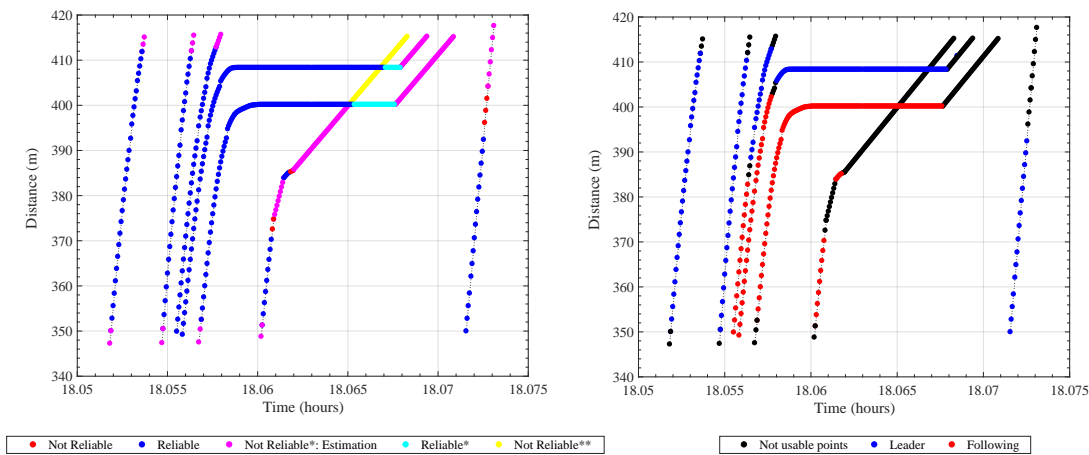 420
410
400
390
380
370
360
350
340
Distance (m)
18.05 18.055 18.06 18.065 18.07 18.075
Time (hours)
Not Reliable Reliable Not Reliable*: Estimation Reliable* Not Reliable**
420
410
400
390
380
370
360
350
340
Distance (m)
18.05 18.055 18.06 18.065 18.07 18.075
Time (hours)
Not usable points Leader Following